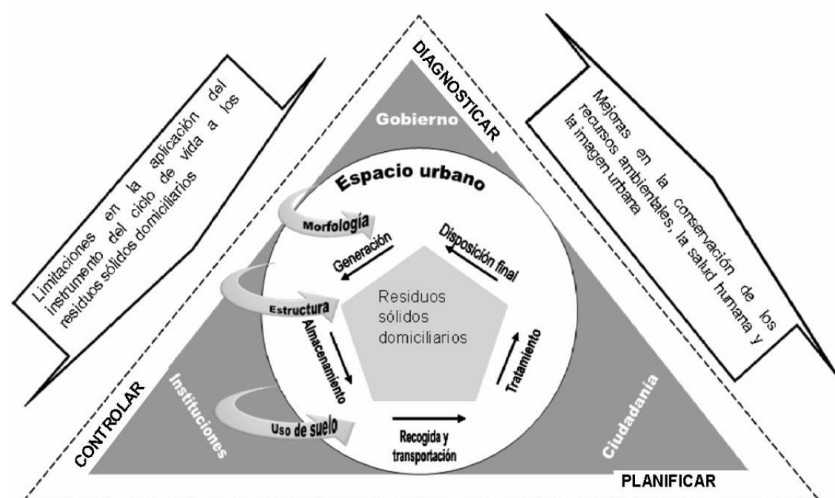 DIAGNOSTICAR
Gobierno
Espacio urbano
Limitaciones en la aplicación del
instrumento del ciclo de vida a los
residuos sólidos domiciliarios
Mejoras en la conservación de los
recursos ambientales, la salud humana y
la imagen urbana
Morfología
Generación
Disposición final
Estructura
Residuos
sólidos
domiciliarios
Almacenamiento
Tratamiento
Uso de suelo
Recogida y
transportación
Instituciones
Ciudadanía
CONTROLAR
PLANIFICAR